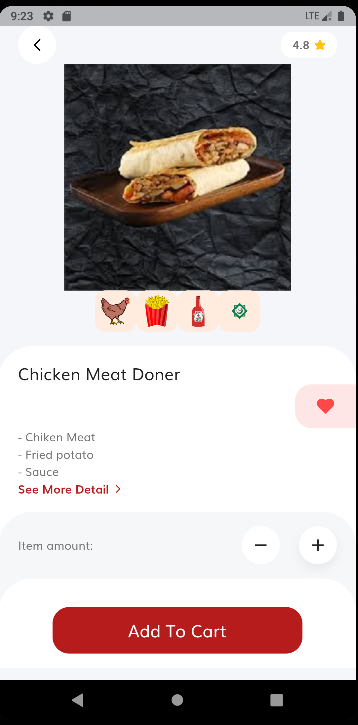 9:23
LTE
4.8
Chicken Meat Doner
- Chiken Meat
- Fried potato
- Sauce
See More Detail >
Item amount:
Add To Cart